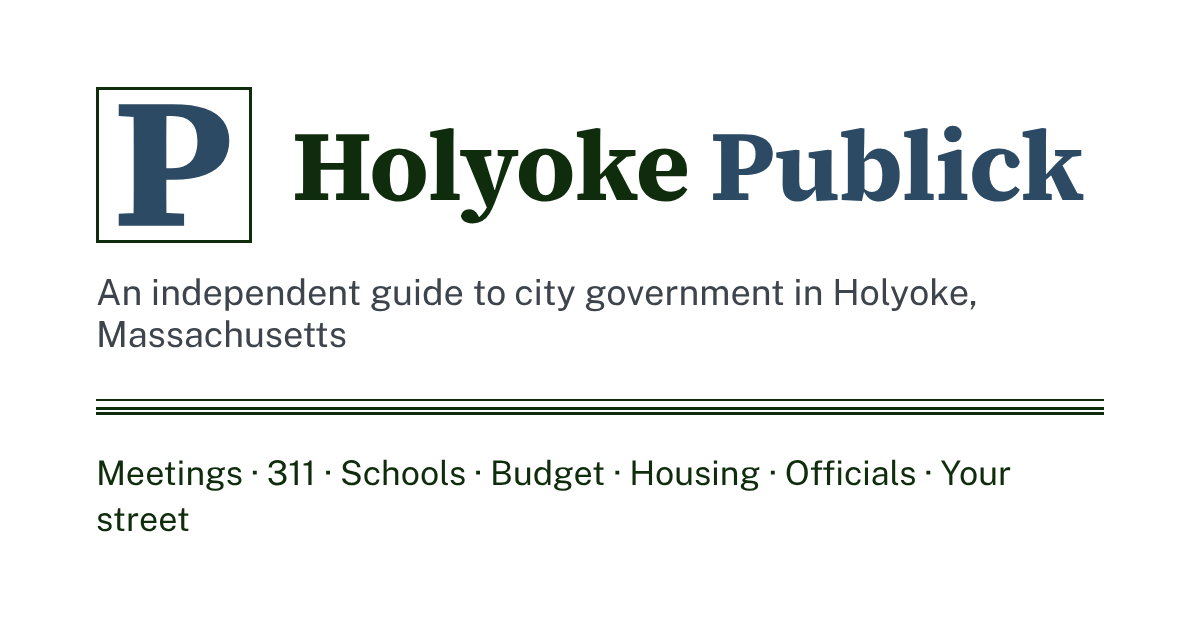 P
Holyoke Publick
An independent guide to city government in Holyoke,
Massachusetts
Meetings · 311 · Schools · Budget · Housing · Officials · Your
street